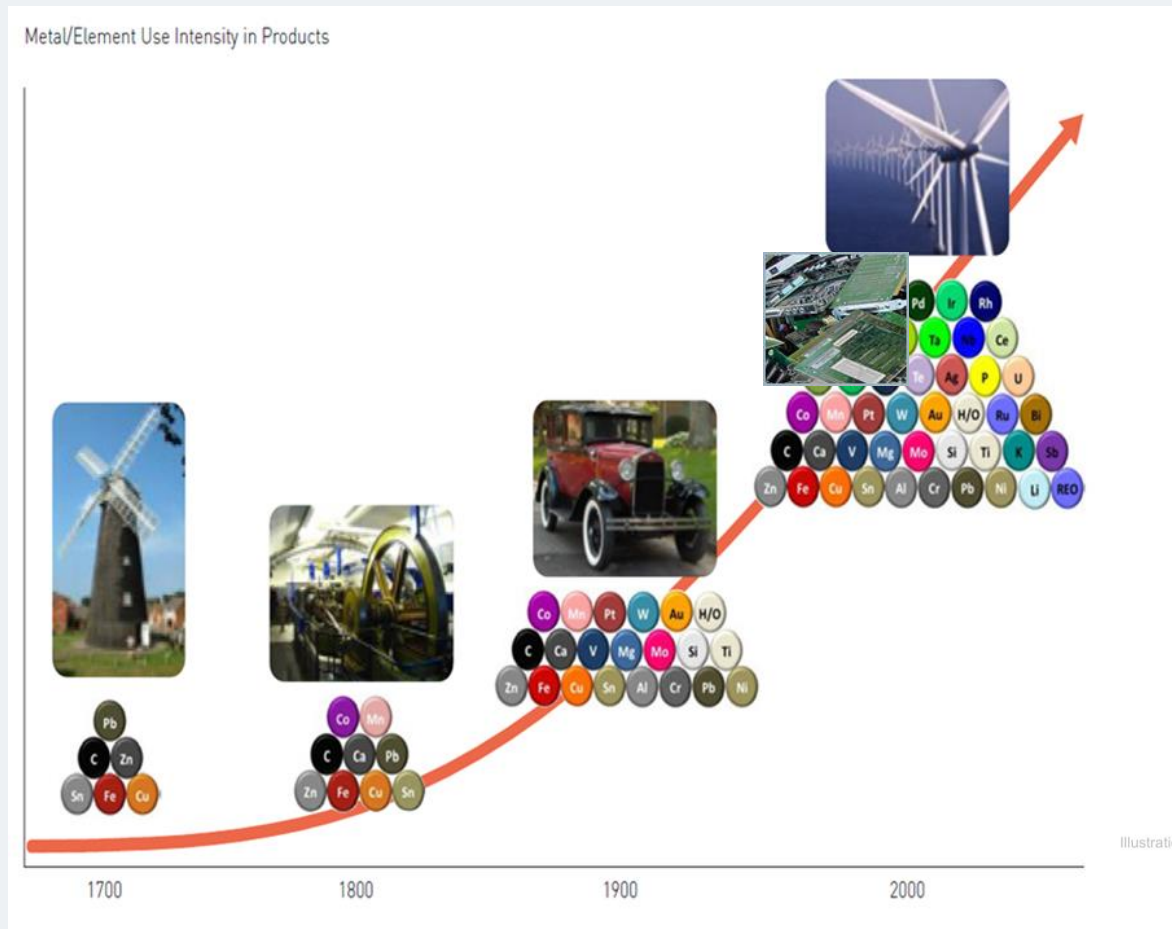 Metal/Element Use Intensity in Products
Pd Ir Rh
Ta Nb Ce
Te Ag P U
Co Mn Pt W Au H/O Ru Bi
C Ca V Mg Mo Si Ti K Sb
Zn Fe Cu Sn Al Cr Pb Ni Li REO
Co Mn Pt W Au H/O
C Ca V Mg Mo Si Ti
Zn Fe Cu Sn Al Cr Pb Ni
Co Mn
C Ca Pb
Zn Fe Cu Sn
Pb
C Zn
Sn Fe Cu
Illustrati
1700 1800 1900 2000